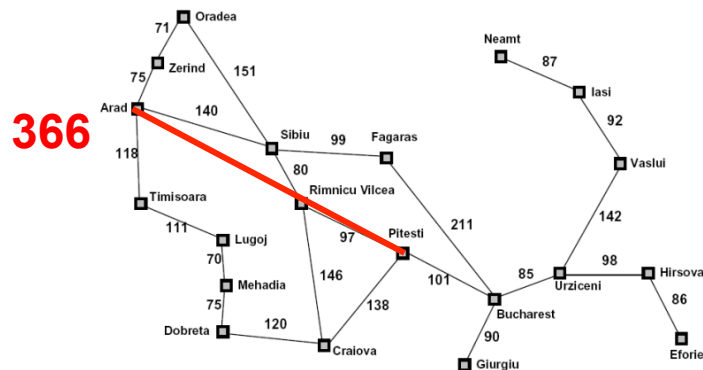 Oradea
71
Neamt
87
Zerind
75
151
Iasi
Arad
140
92
366
Sibiu
99
Fagaras
118
80
Vaslui
Timisoara
Rimnicu Vilcea
111
142
211
Lugoj
97
Pitesti
70
98
146
85
Hirsova
Mehadia
101
Urziceni
75
138
86
Bucharest
120
Dobreta
90
Eforie
Craiova
Giurgiu